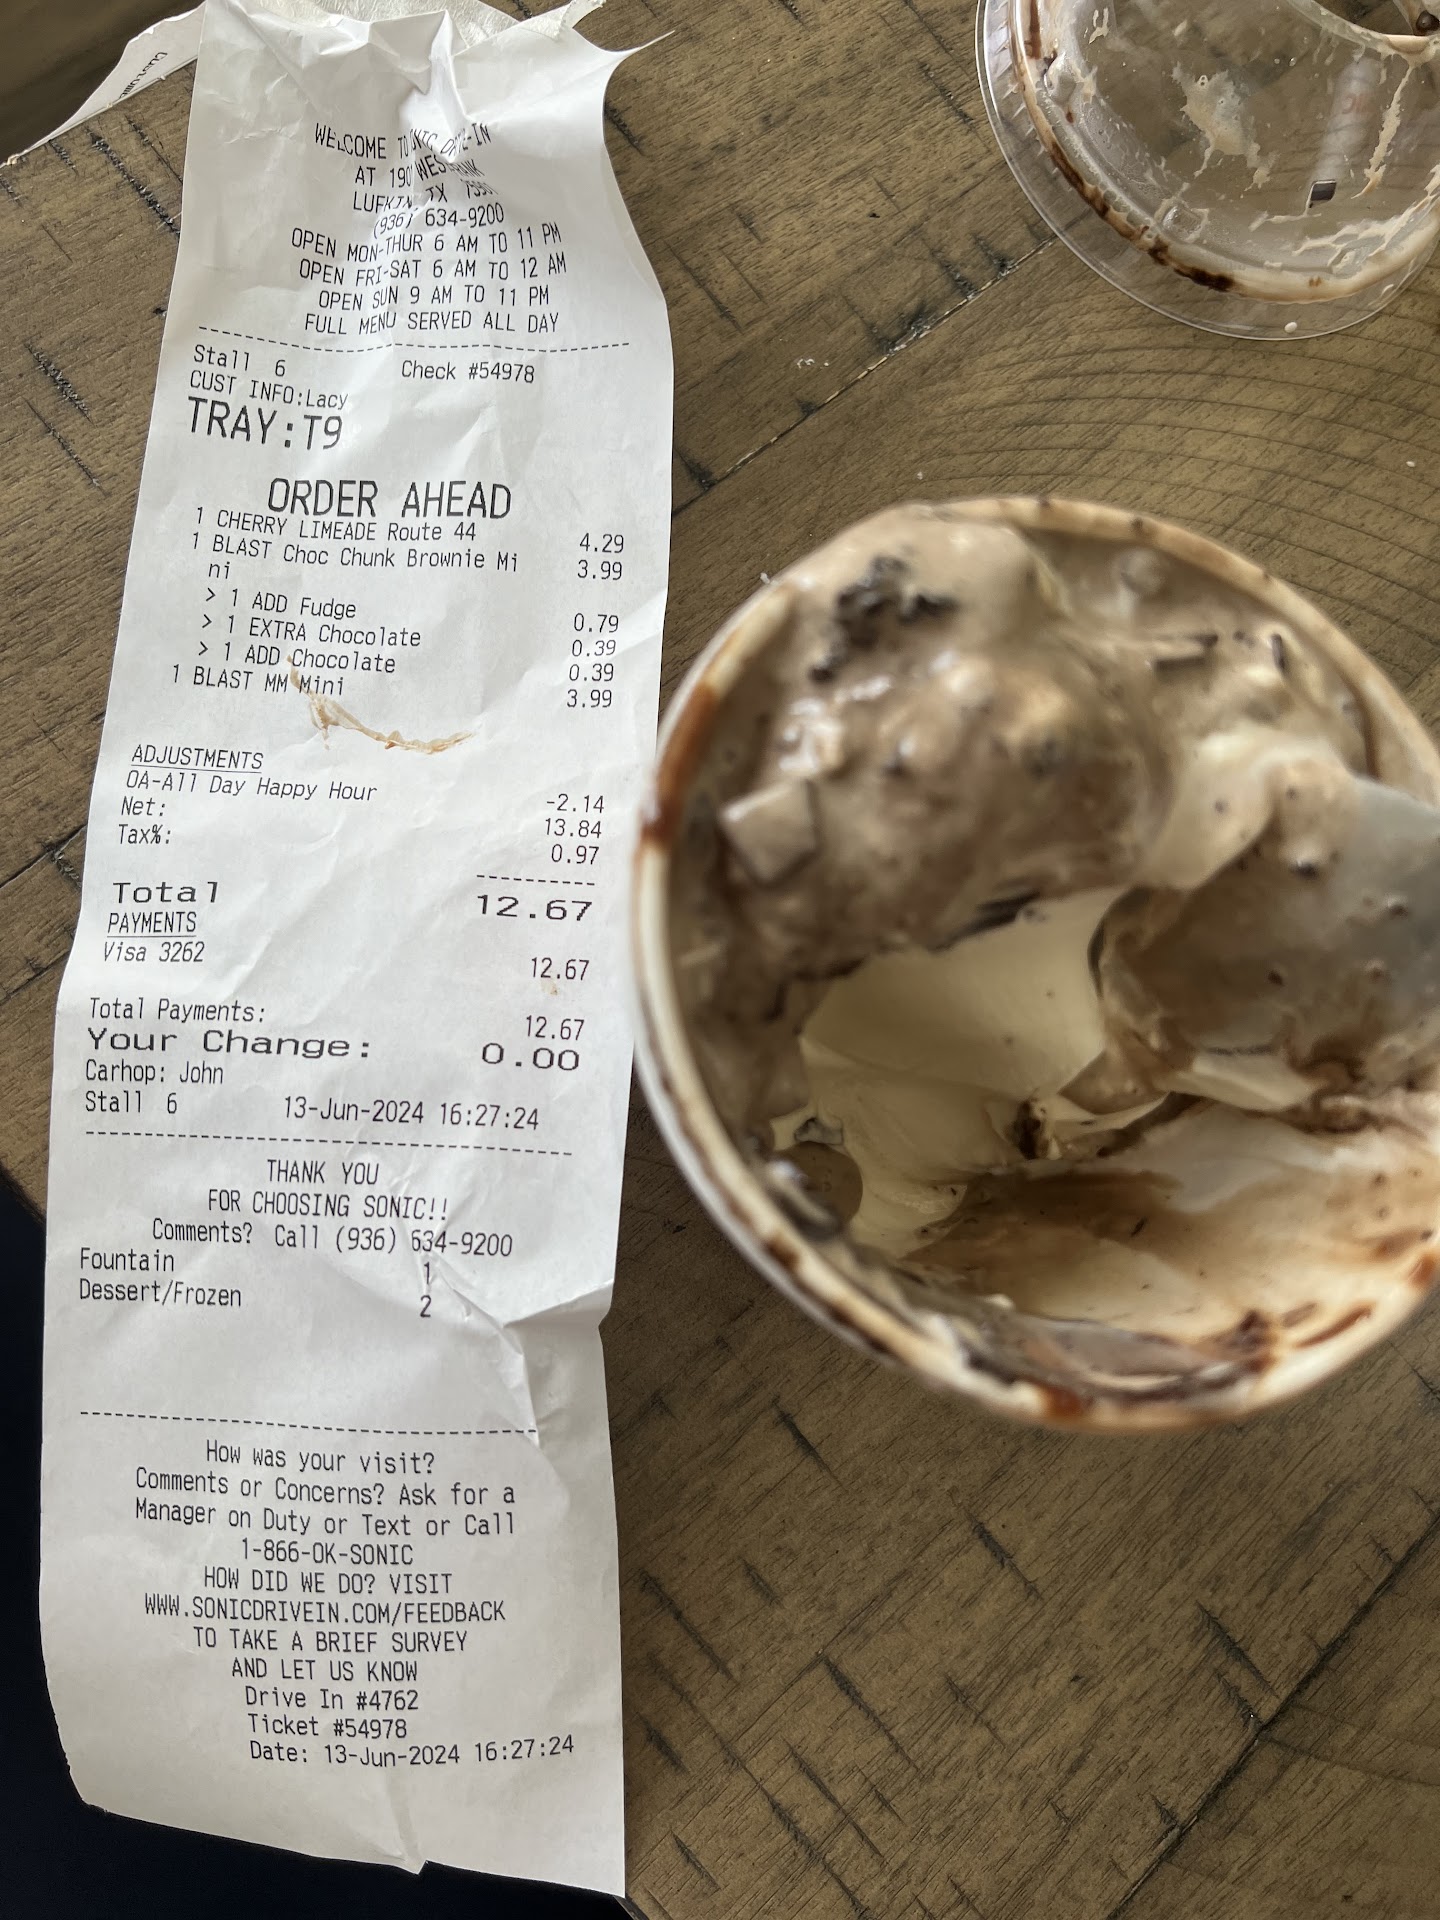 WELCOME TO SONIC DRIVE-IN
AT 190 WES
LUFKIN, TX
(936) 634-9200
OPEN MON-THUR 6 AM TO 11 PM
OPEN FRI-SAT 6 AM TO 12 AM
OPEN SUN 9 AM TO 11 PM
FULL MENU SERVED ALL DAY
Stall 6 Check #54978
CUST INFO:Lacy
TRAY:T9
ORDER AHEAD
1 CHERRY LIMEADE Route 44 4.29
1 BLAST Choc Chunk Brownie Mi 3.99
ni
> 1 ADD Fudge 0.79
> 1 EXTRA Chocolate 0.39
> 1 ADD Chocolate 0.39
1 BLAST MM Mini 3.99
ADJUSTMENTS
OA-All Day Happy Hour -2.14
Net: 13.84
Tax%: 0.97
Total 12.67
PAYMENTS
Visa 3262 12.67
Total Payments: 12.67
Your Change: 0.00
Carhop: John
Stall 6 13-Jun-2024 16:27:24
THANK YOU
FOR CHOOSING SONIC!!
Comments? Call (936) 634-9200
Fountain 1
Dessert/Frozen 2
How was your visit?
Comments or Concerns? Ask for a
Manager on Duty or Text or Call
1-866-OK-SONIC
HOW DID WE DO? VISIT
WWW.SONICDRIVEIN.COM/FEEDBACK
TO TAKE A BRIEF SURVEY
AND LET US KNOW
Drive In #4762
Ticket #54978
Date: 13-Jun-2024 16:27:24